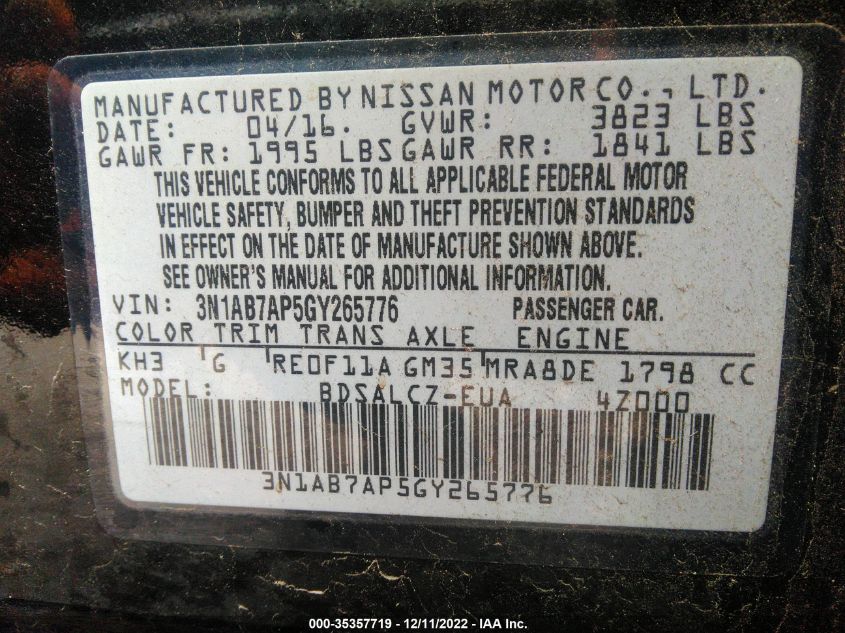 MANUFACTURED BY NISSAN MOTOR CO., LTD.
DATE: 04/16. GVWR: 3823 LBS
GAWR FR: 1995 LBS GAWR RR: 1841 LBS
THIS VEHICLE CONFORMS TO ALL APPLICABLE FEDERAL MOTOR
VEHICLE SAFETY, BUMPER AND THEFT PREVENTION STANDARDS
IN EFFECT ON THE DATE OF MANUFACTURE SHOWN ABOVE.
SEE OWNER'S MANUAL FOR ADDITIONAL INFORMATION.
VIN: 3N1AB7AP5GY265776 PASSENGER CAR.
COLOR TRIM TRANS AXLE ENGINE
KH3 G RE0F11A GM35 MRA8DE 1798 CC
MODEL: BDSALCZ-EUA 4Z000
3N1AB7AP5GY265776
000-35357719 - 12/11/2022 - IAA Inc.